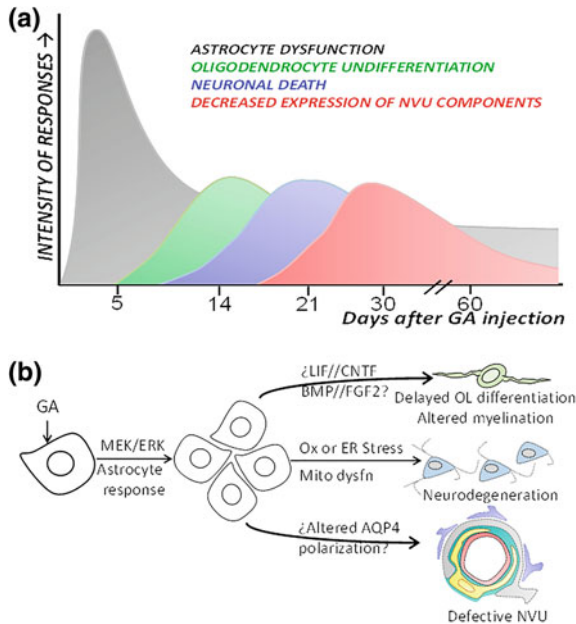 (a)
INTENSITY OF RESPONSES →
ASTROCYTE DYSFUNCTION
OLIGODENDROCYTE UNDIFFERENTIATION
NEURONAL DEATH
DECREASED EXPRESSION OF NVU COMPONENTS
5 14 21 30 60
Days after GA injection
(b)
GA
MEK/ERK
Astrocyte
response
¿LIF//CNTF
BMP//FGF2?
Delayed OL differentiation
Altered myelination
Ox or ER Stress
Mito dysfn
Neurodegeneration
¿Altered AQP4
polarization?
Defective NVU